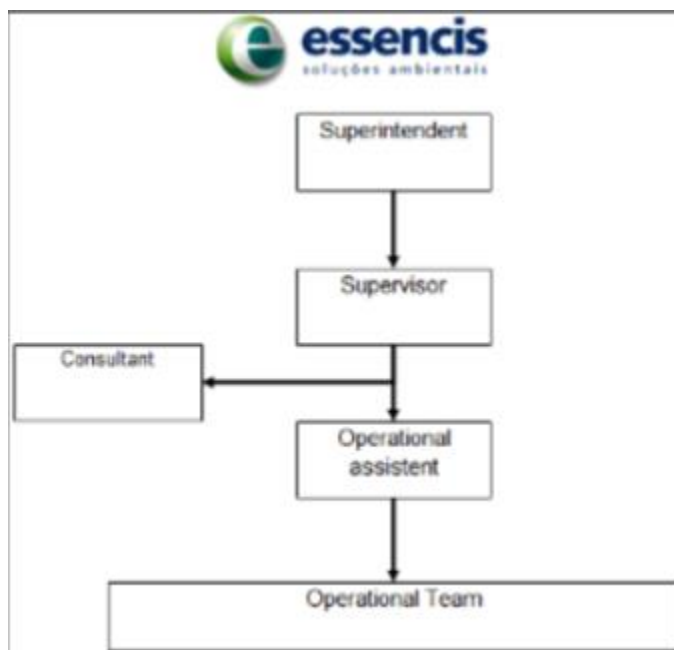 essencis
soluções ambientais
Superintendent
Supervisor
Consultant
Operational
assistent
Operational Team